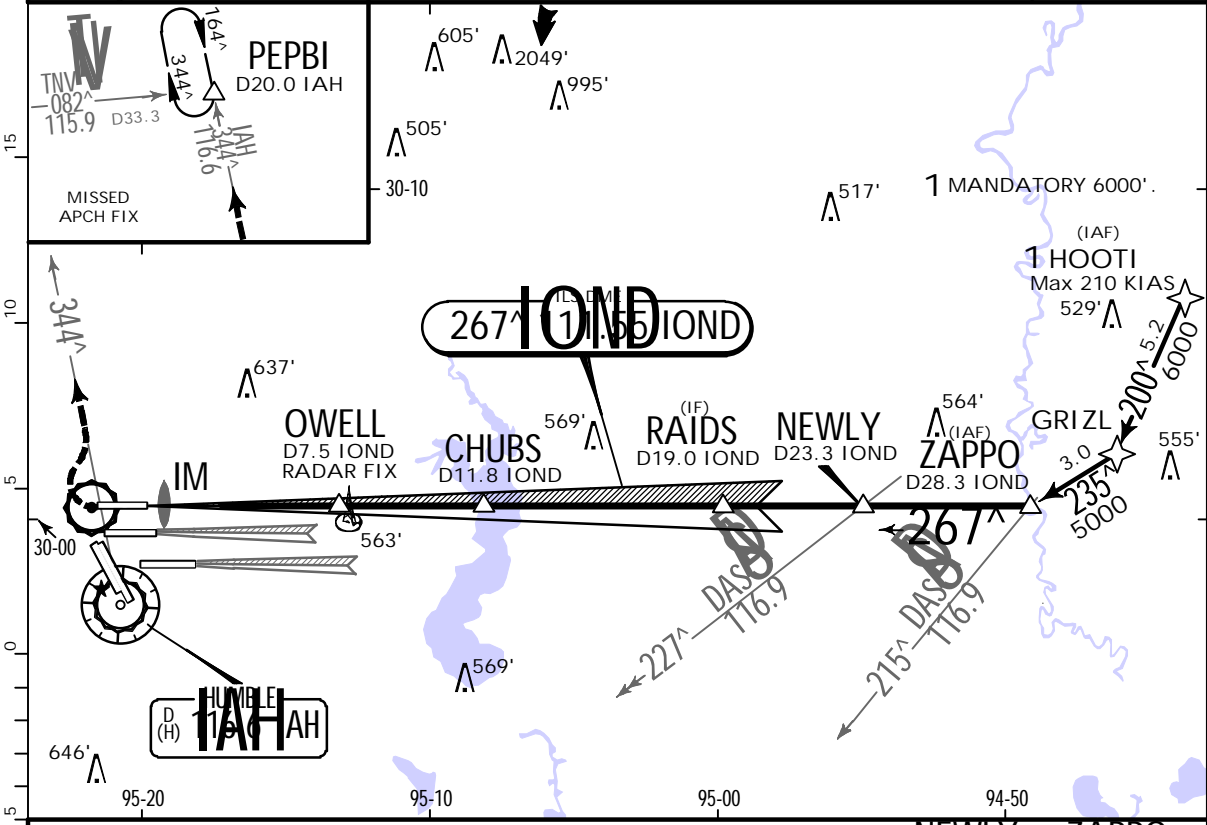 TNV
082^
115.9
D33.3
164^
344^
PEPBI
D20.0 IAH
IAH
344^
116.6
MISSED
APCH FIX
605'
2049'
995'
505'
30-10
517'
1 MANDATORY 6000'.
(IAF)
1 HOOTI
Max 210 KIAS
529'
15
10
5
0
5
344^
637'
ILS DME
267^ 111.55 IOND
IOND
5.2
6000
200^
569'
564'
555'
GRIZL
3.0
235^
5000
OWELL
D7.5 IOND
RADAR FIX
CHUBS
D11.8 IOND
(IF)
RAIDS
D19.0 IOND
NEWLY
D23.3 IOND
(IAF)
ZAPPO
D28.3 IOND
IM
563'
267^
30-00
DAS
116.9
227^
DAS
116.9
215^
569'
HUMBLE
D
(H)
116.6
IAH
646'
95-20
95-10
95-00
94-50
NEWLY
ZAPPO